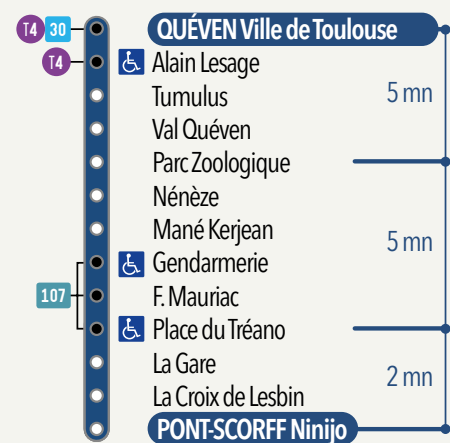 T4 30 QUÉVEN Ville de Toulouse
T4 Alain Lesage
Tumulus
5 mn
Val Quéven
Parc Zoologique
Nénèze
Mané Kerjean
5 mn
Gendarmerie
107 F. Mauriac
Place du Tréano
La Gare
2 mn
La Croix de Lesbin
PONT-SCORFF Ninijo